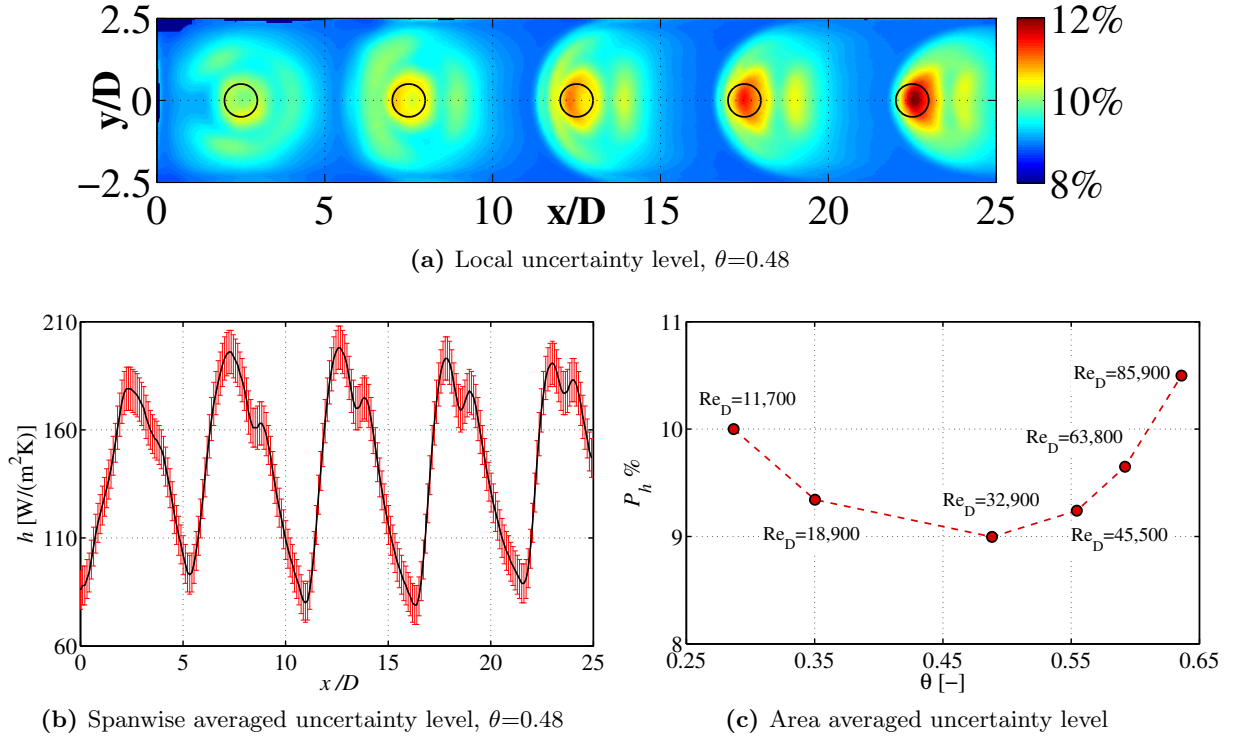 2.5
0
−2.5
y/D
0 5 10 15 20 25
x/D
12%
10%
8%
(a) Local uncertainty level, θ=0.48
210
160
110
60
h [W/(m²K)]
0 5 10 15 20 25
x/D
(b) Spanwise averaged uncertainty level, θ=0.48
11
10
9
8
P_h %
Re_D=11,700
Re_D=18,900
Re_D=32,900
Re_D=45,500
Re_D=63,800
Re_D=85,900
0.25 0.35 0.45 0.55 0.65
θ [−]
(c) Area averaged uncertainty level